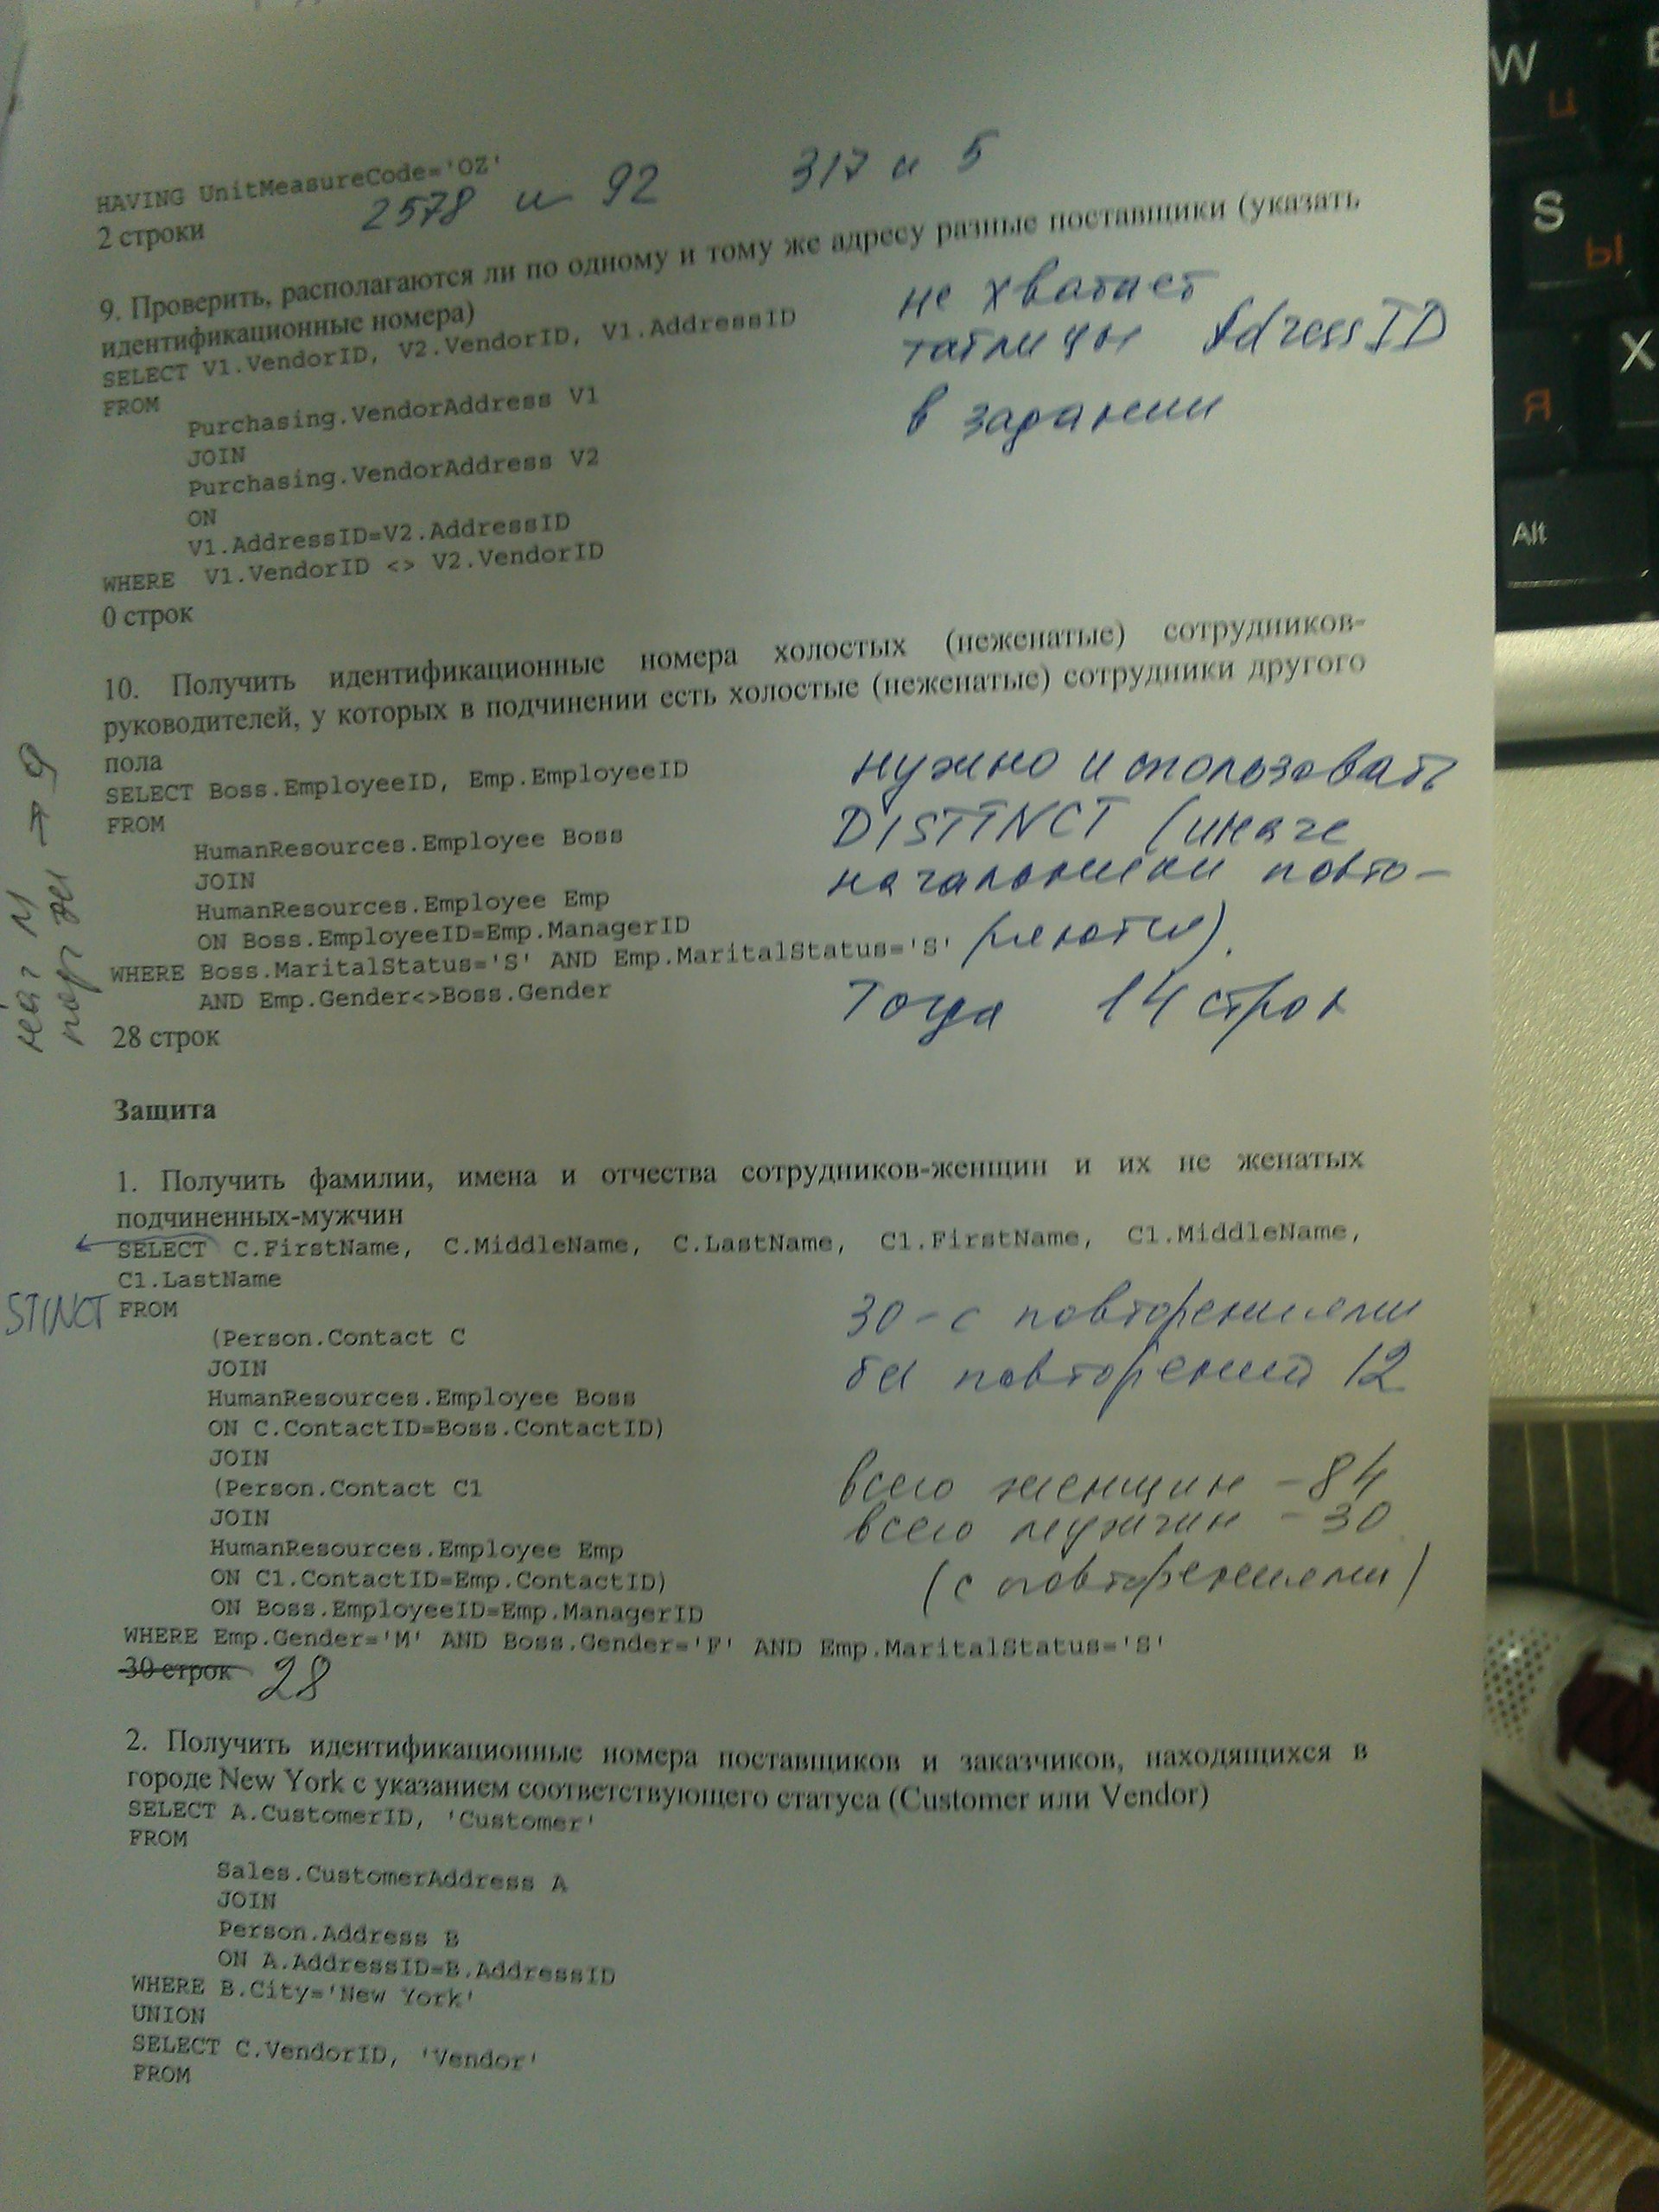 HAVING UnitMeasureCode='OZ'
2 строки
2578 и 92 317 и 5
9. Проверить, располагаются ли по одному и тому же адресу разные поставщики (указать
идентификационные номера)
SELECT V1.VendorID, V2.VendorID, V1.AddressID
FROM
Purchasing.VendorAddress V1
JOIN
Purchasing.VendorAddress V2
ON
V1.AddressID=V2.AddressID
WHERE V1.VendorID <> V2.VendorID
0 строк
не хватает
таблицы AdressID
в задании
10. Получить идентификационные номера холостых (неженатые) сотрудников-
руководителей, у которых в подчинении есть холостые (неженатые) сотрудники другого
пола
SELECT Boss.EmployeeID, Emp.EmployeeID
FROM
HumanResources.Employee Boss
JOIN
HumanResources.Employee Emp
ON Boss.EmployeeID=Emp.ManagerID
WHERE Boss.MaritalStatus='S' AND Emp.MaritalStatus='S'
AND Emp.Gender<>Boss.Gender
28 строк
нужно использовать
DISTINCT (иначе
начальники повто-
ряются).
Тогда 14 строк
Защита
1. Получить фамилии, имена и отчества сотрудников-женщин и их не женатых
подчиненных-мужчин
SELECT C.FirstName, C.MiddleName, C.LastName, C1.FirstName, C1.MiddleName,
C1.LastName
STINCT
FROM
(Person.Contact C
JOIN
HumanResources.Employee Boss
ON C.ContactID=Boss.ContactID)
JOIN
(Person.Contact C1
JOIN
HumanResources.Employee Emp
ON C1.ContactID=Emp.ContactID)
ON Boss.EmployeeID=Emp.ManagerID
WHERE Emp.Gender='M' AND Boss.Gender='F' AND Emp.MaritalStatus='S'
30 строк 28
30 - с повторениями
без повторений 12
всего женщин - 84
всего мужчин - 30
(с повторениями)
2. Получить идентификационные номера поставщиков и заказчиков, находящихся в
городе New York с указанием соответствующего статуса (Customer или Vendor)
SELECT A.CustomerID, 'Customer'
FROM
Sales.CustomerAddress A
JOIN
Person.Address B
ON A.AddressID=B.AddressID
WHERE B.City='New York'
UNION
SELECT C.VendorID, 'Vendor'
FROM
W
Ц
S
Ы
X
Я
Alt